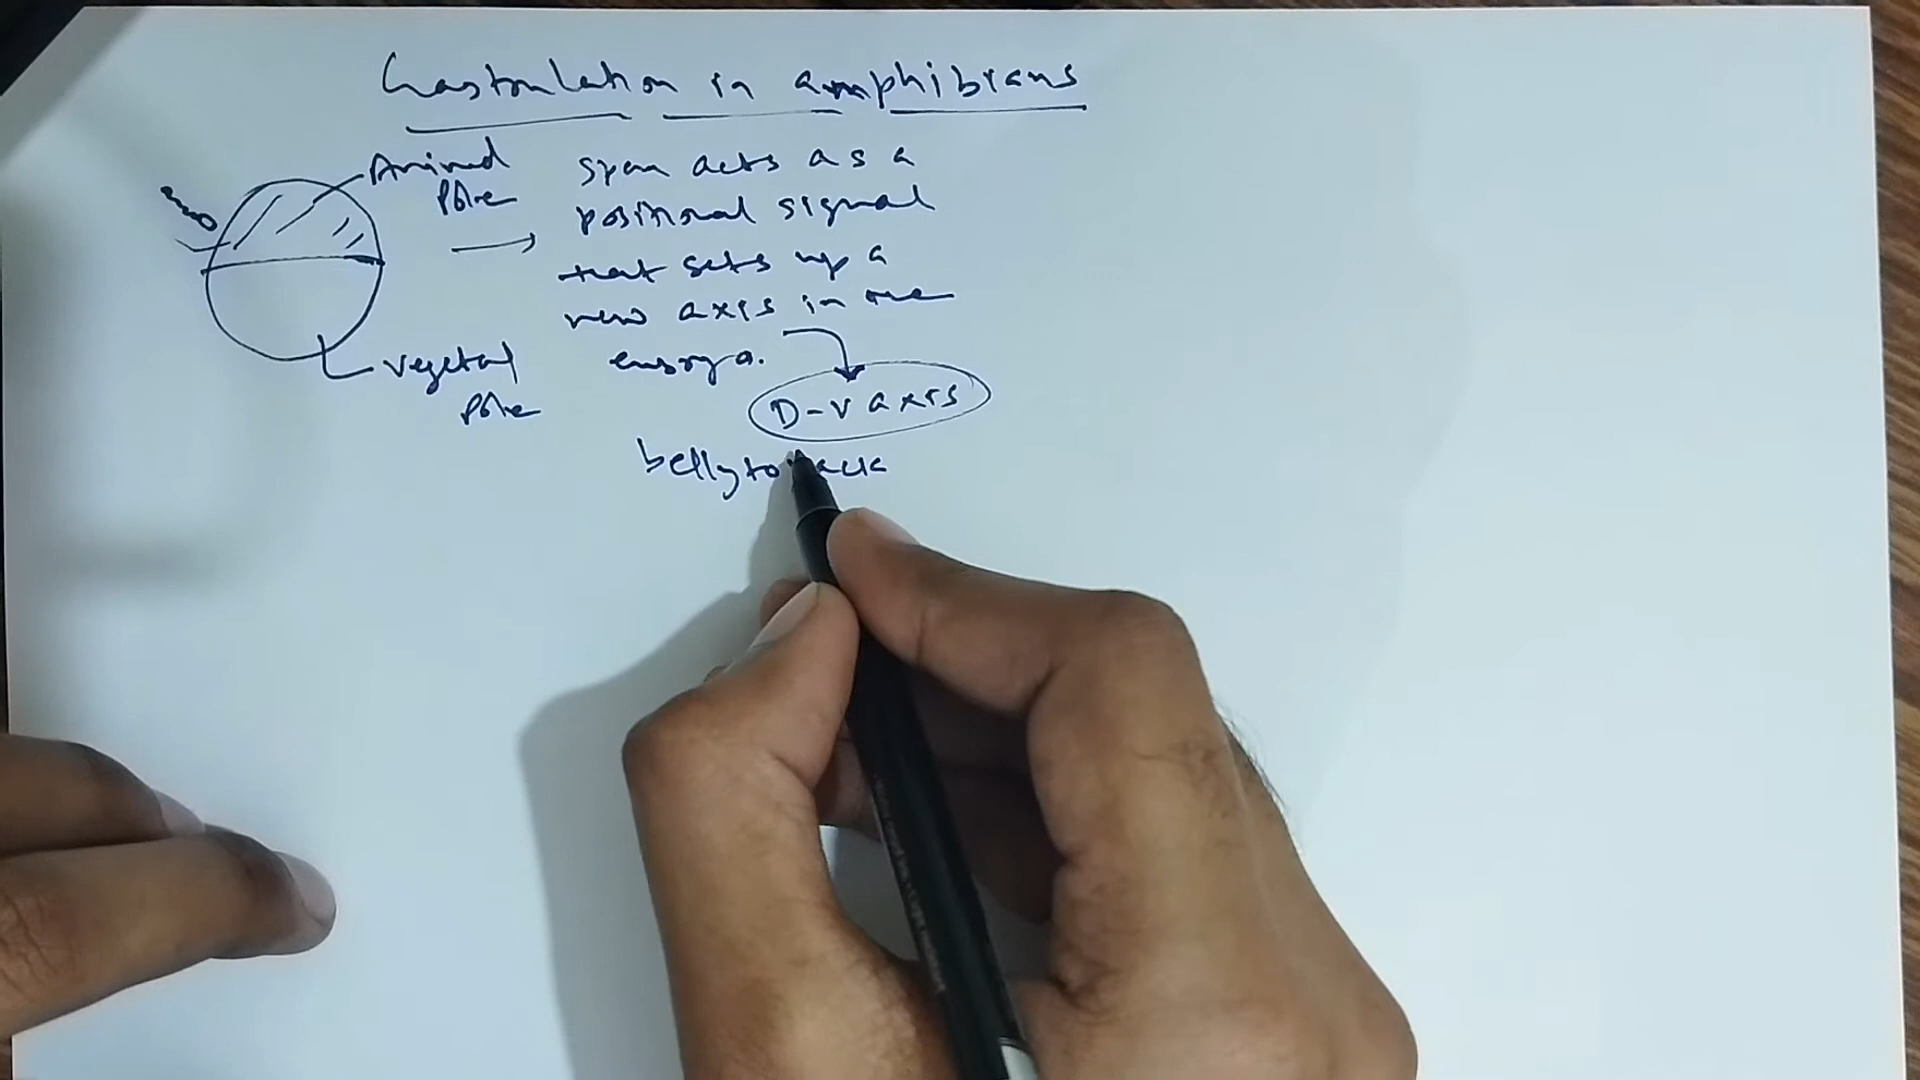 Gastrulation in amphibians
Animal
Pole
sperm acts as a
positional signal
that sets up a
new axis in the
embryo.
Vegetal
Pole
D-V axis
belly to back